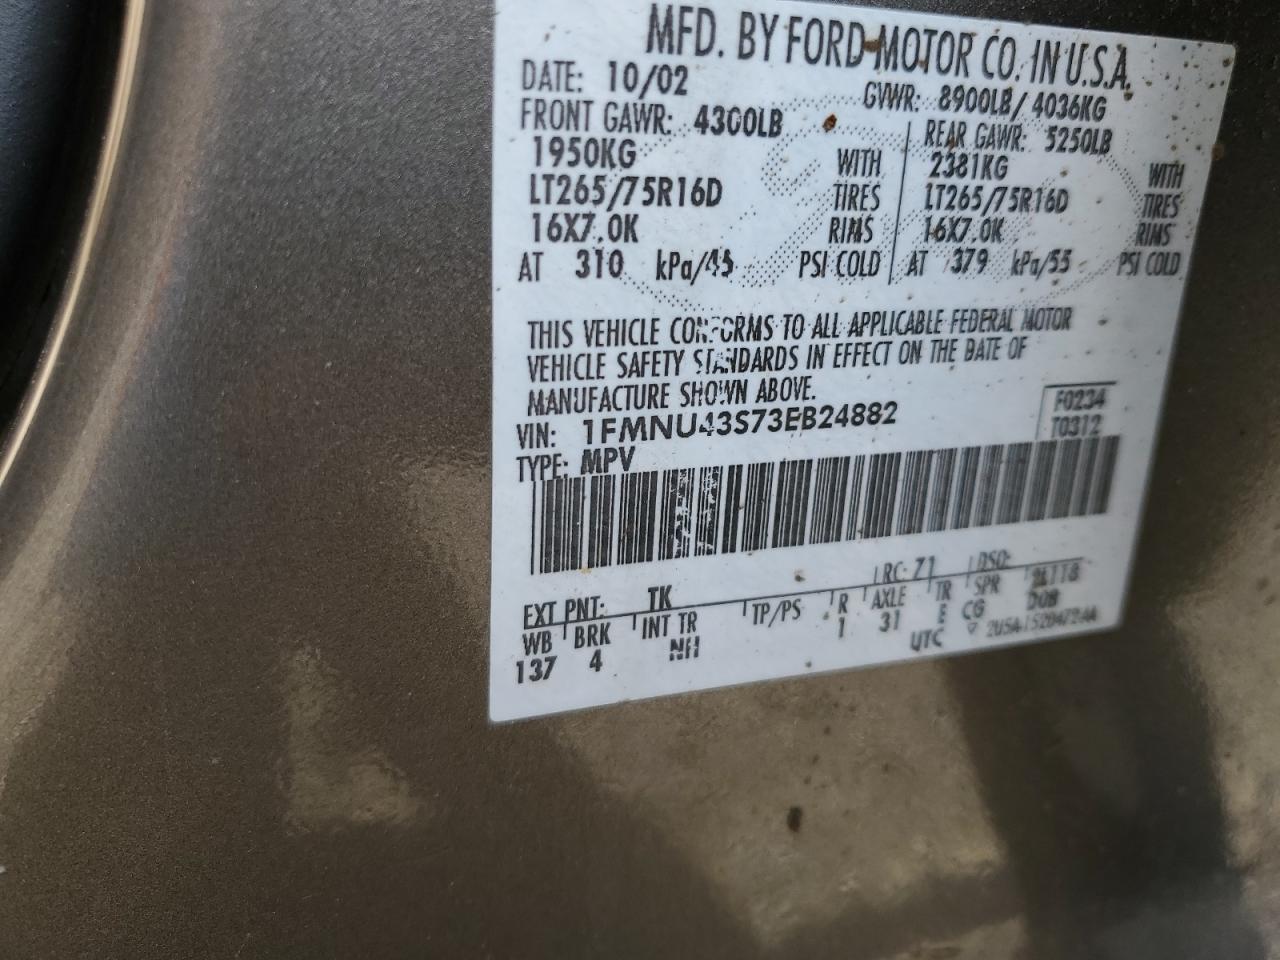 MFD. BY FORD MOTOR CO. IN U.S.A.
DATE: 10/02 GVWR: 8900LB/ 4036KG
FRONT GAWR: 4300LB REAR GAWR: 5250LB
1950KG WITH 2381KG WITH
LT265/75R16D TIRES LT265/75R16D TIRES
16X7.0K RIMS 16X7.0K RIMS
AT 310 kPa/45 PSI COLD AT 379 kPa/55 PSI COLD
THIS VEHICLE CONFORMS TO ALL APPLICABLE FEDERAL MOTOR
VEHICLE SAFETY STANDARDS IN EFFECT ON THE DATE OF
MANUFACTURE SHOWN ABOVE.
VIN: 1FMNU43S73EB24882 F0234
TYPE: MPV T0312
EXT PNT: TK RC: 71 DSO:
WB BRK INT TR TP/PS R AXLE TR SPR
137 4 NH 1 31 E CG
UTC